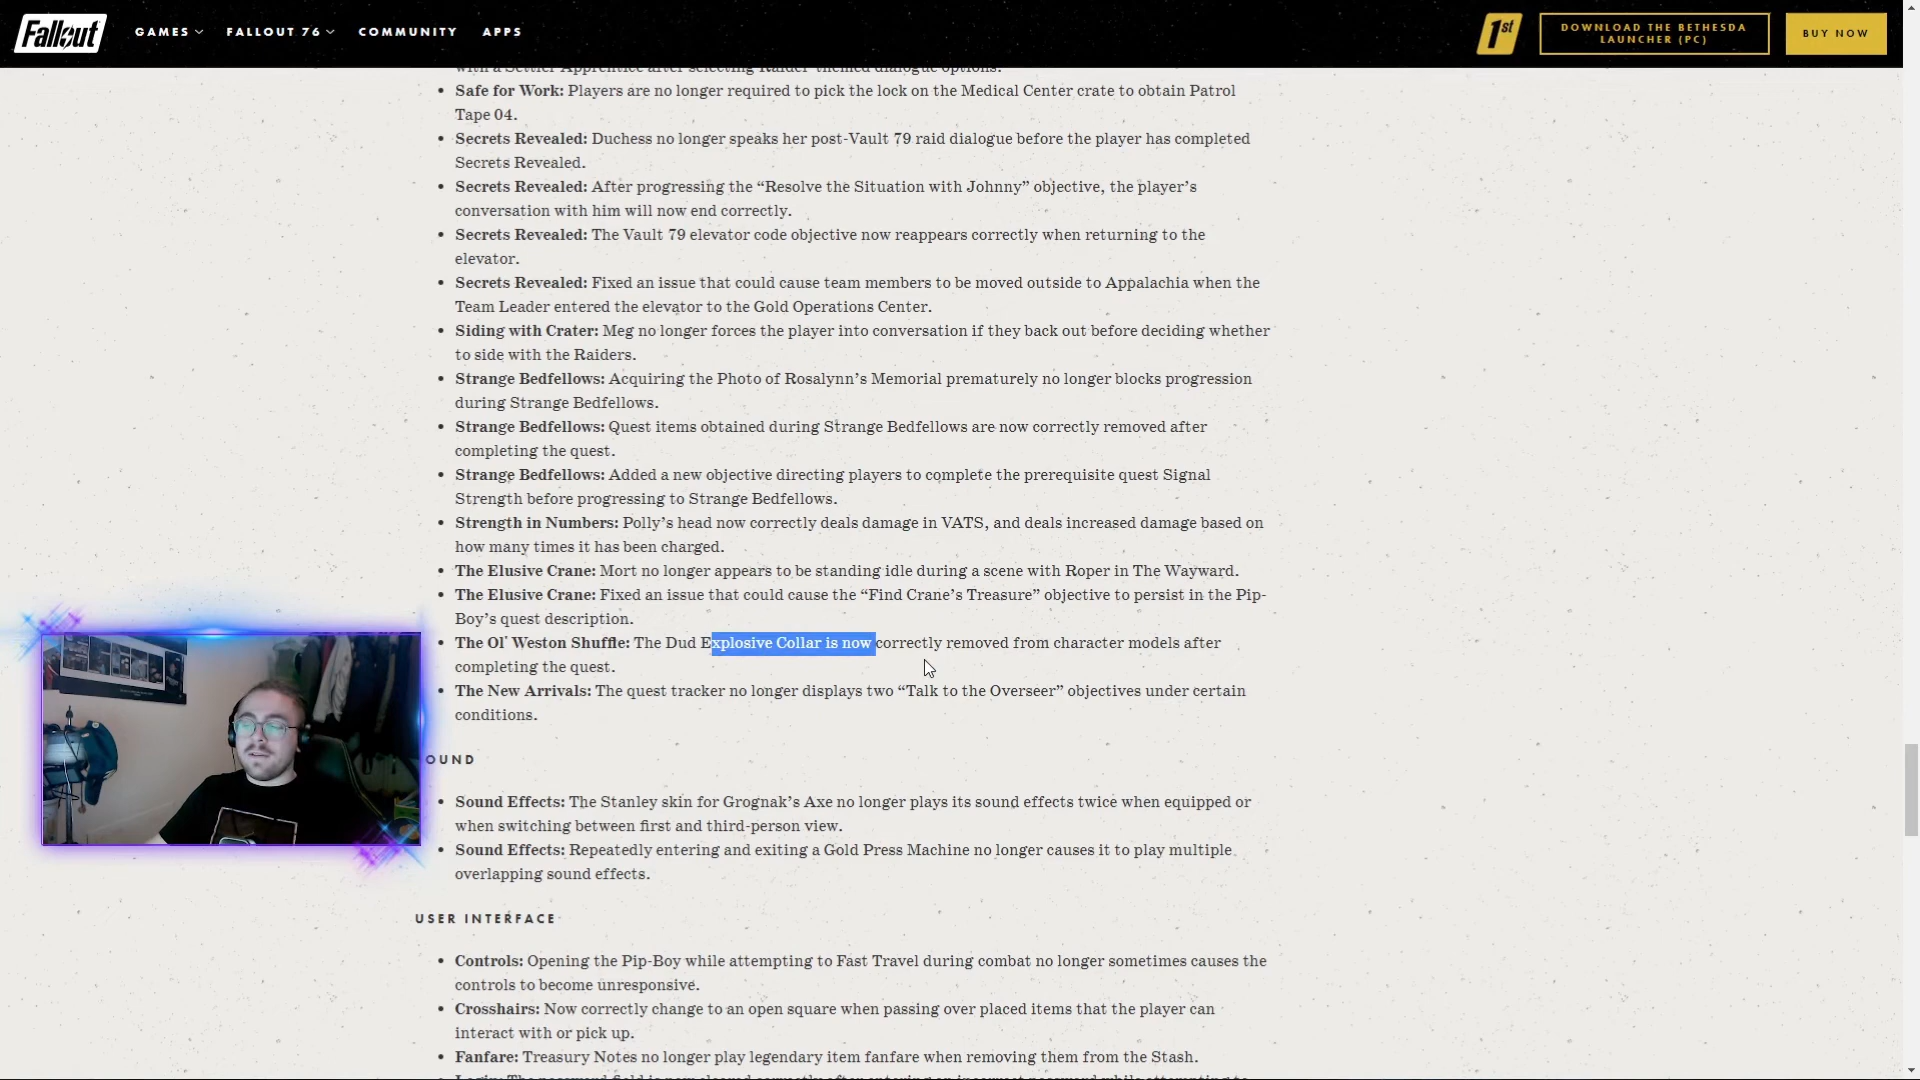 Fallout
GAMES
FALLOUT 76
COMMUNITY
APPS
1st
DOWNLOAD THE BETHESDA
LAUNCHER (PC)
BUY NOW
with a Settler Apprentice after selecting Raider-themed dialogue options.
• Safe for Work: Players are no longer required to pick the lock on the Medical Center crate to obtain Patrol
Tape 04.
• Secrets Revealed: Duchess no longer speaks her post-Vault 79 raid dialogue before the player has completed
Secrets Revealed.
• Secrets Revealed: After progressing the “Resolve the Situation with Johnny” objective, the player’s
conversation with him will now end correctly.
• Secrets Revealed: The Vault 79 elevator code objective now reappears correctly when returning to the
elevator.
• Secrets Revealed: Fixed an issue that could cause team members to be moved outside to Appalachia when the
Team Leader entered the elevator to the Gold Operations Center.
• Siding with Crater: Meg no longer forces the player into conversation if they back out before deciding whether
to side with the Raiders.
• Strange Bedfellows: Acquiring the Photo of Rosalynn’s Memorial prematurely no longer blocks progression
during Strange Bedfellows.
• Strange Bedfellows: Quest items obtained during Strange Bedfellows are now correctly removed after
completing the quest.
• Strange Bedfellows: Added a new objective directing players to complete the prerequisite quest Signal
Strength before progressing to Strange Bedfellows.
• Strength in Numbers: Polly’s head now correctly deals damage in VATS, and deals increased damage based on
how many times it has been charged.
• The Elusive Crane: Mort no longer appears to be standing idle during a scene with Roper in The Wayward.
• The Elusive Crane: Fixed an issue that could cause the “Find Crane’s Treasure” objective to persist in the Pip-
Boy’s quest description.
• The Ol’ Weston Shuffle: The Dud Explosive Collar is now correctly removed from character models after
completing the quest.
• The New Arrivals: The quest tracker no longer displays two “Talk to the Overseer” objectives under certain
conditions.
OUND
• Sound Effects: The Stanley skin for Grognak’s Axe no longer plays its sound effects twice when equipped or
when switching between first and third-person view.
• Sound Effects: Repeatedly entering and exiting a Gold Press Machine no longer causes it to play multiple
overlapping sound effects.
USER INTERFACE
• Controls: Opening the Pip-Boy while attempting to Fast Travel during combat no longer sometimes causes the
controls to become unresponsive.
• Crosshairs: Now correctly change to an open square when passing over placed items that the player can
interact with or pick up.
• Fanfare: Treasury Notes no longer play legendary item fanfare when removing them from the Stash.